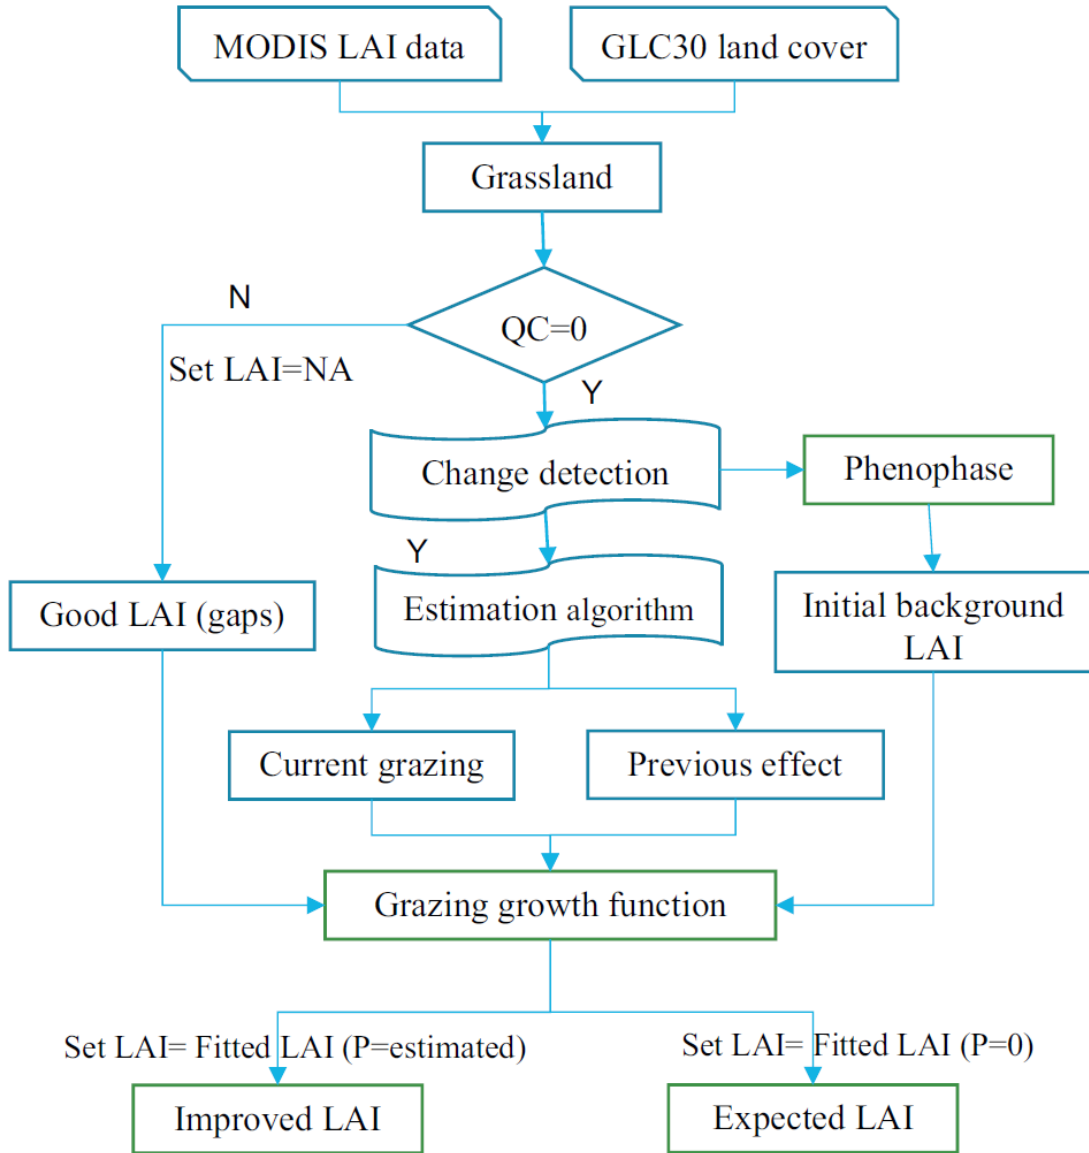 MODIS LAI data
GLC30 land cover
Grassland
N
QC=0
Set LAI=NA
Y
Change detection
Phenophase
Y
Good LAI (gaps)
Estimation algorithm
Initial background
LAI
Current grazing
Previous effect
Grazing growth function
Set LAI= Fitted LAI (P=estimated)
Set LAI= Fitted LAI (P=0)
Improved LAI
Expected LAI